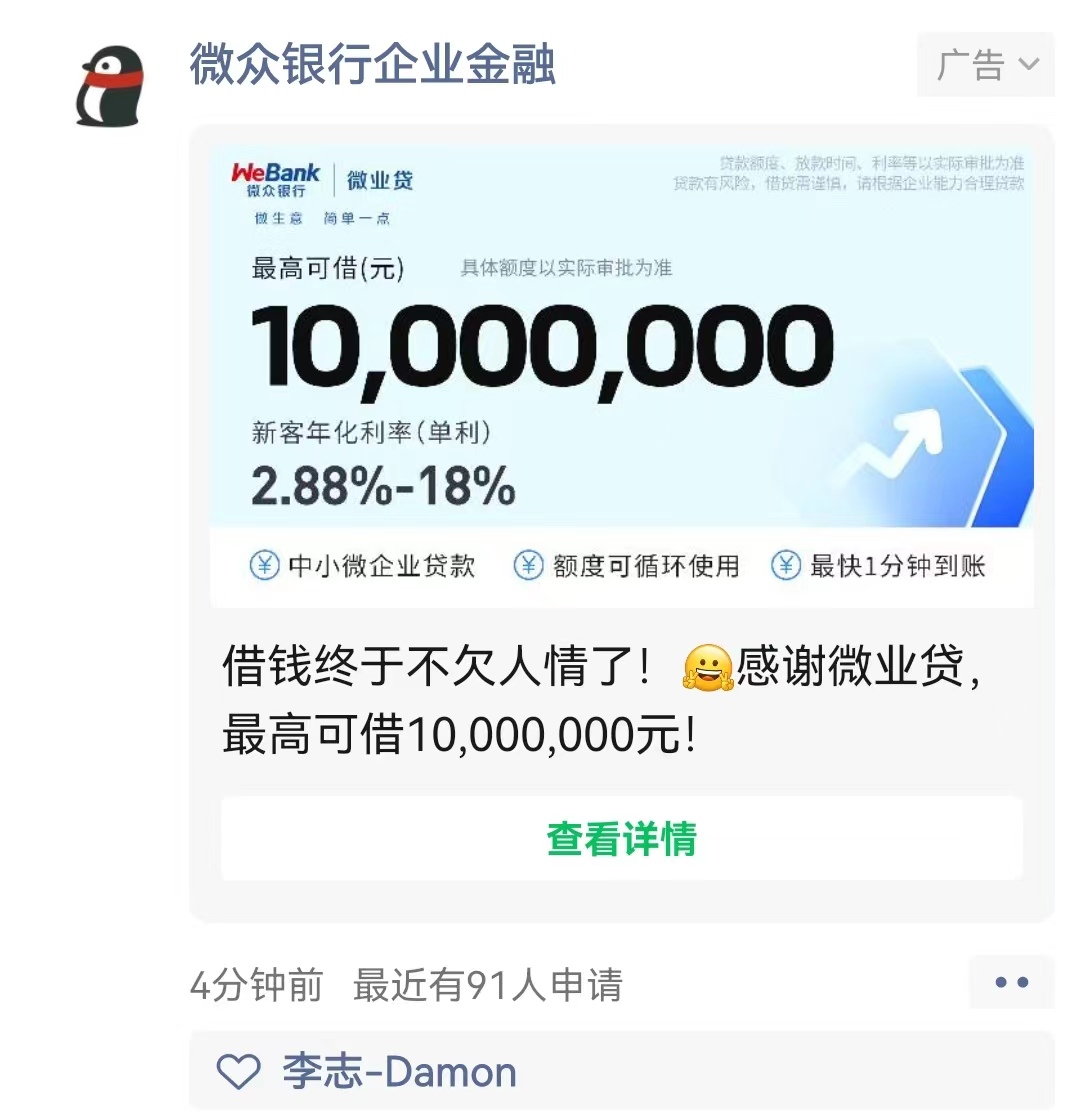 微众银行企业金融
广告
WeBank
微众银行
微业贷
做生意 简单一点
贷款额度、放款时间、利率等以实际审批为准
贷款有风险，借贷需谨慎，请根据企业能力合理贷款
最高可借(元) 具体额度以实际审批为准
10,000,000
新客年化利率(单利)
2.88%-18%
中小微企业贷款 额度可循环使用 最快1分钟到账
借钱终于不欠人情了！🤗感谢微业贷，
最高可借10,000,000元！
查看详情
4分钟前 最近有91人申请
李志-Damon